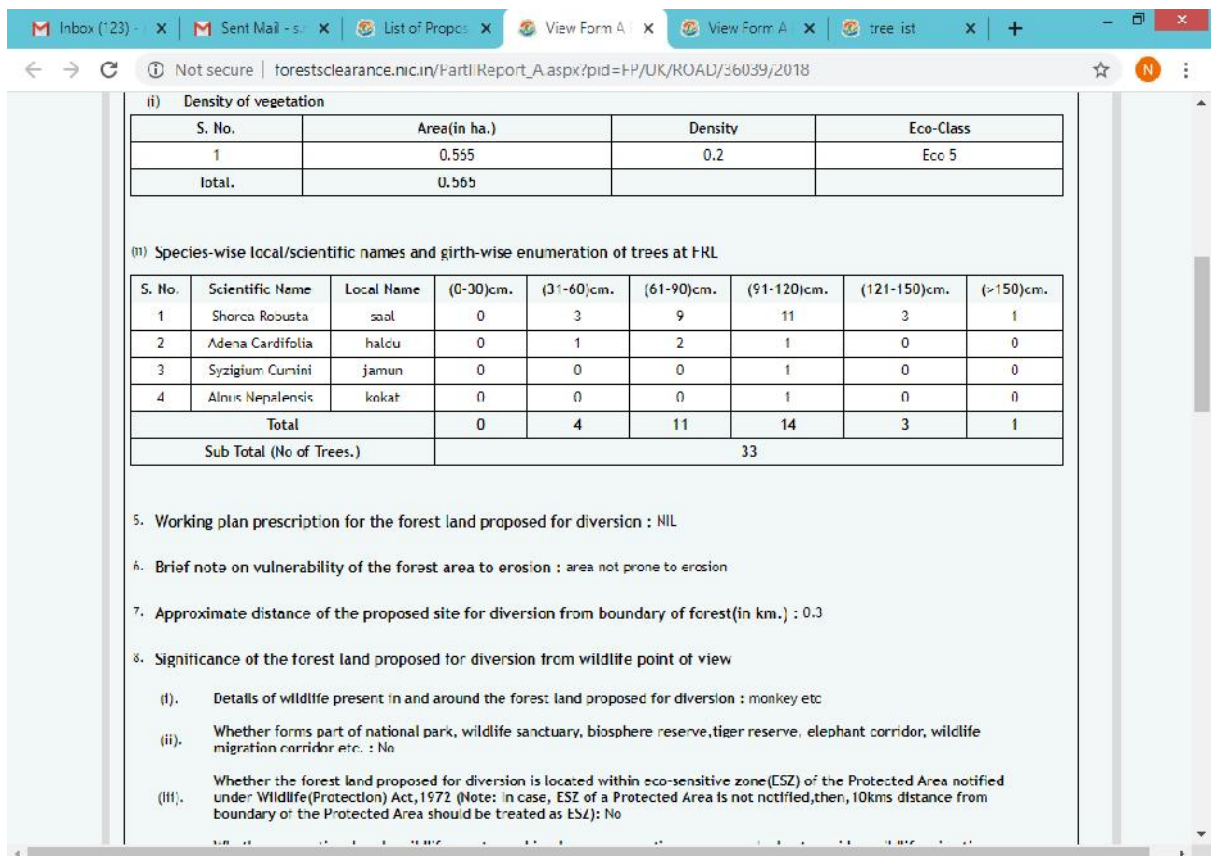 Inbox (123) -
Sent Mail - s.
List of Propos
View Form A
View Form A
tree list
Not secure | forestsclearance.nic.in/PartIIReport_A.aspx?pid=FP/UK/ROAD/36039/2018
N
(ii) Density of vegetation
S. No. Area(in ha.) Density Eco-Class
1 0.565 0.2 Eco 5
Total. 0.565
Species-wise local/scientific names and girth-wise enumeration of trees at FRL
S. No. Scientific Name Local Name (0-30)cm. (31-60)cm. (61-90)cm. (91-120)cm. (121-150)cm. (>150)cm.
1 Shorea Robusta saal 0 3 9 11 3 1
2 Adena Cardifolia haldu 0 1 2 1 0 0
3 Syzigium Cumini jamun 0 0 0 1 0 0
4 Alnus Nepalensis kokat 0 0 0 1 0 0
Total 0 4 11 14 3 1
Sub Total (No of Trees.) 33
5. Working plan prescription for the forest land proposed for diversion : NIL
6. Brief note on vulnerability of the forest area to erosion : area not prone to erosion
7. Approximate distance of the proposed site for diversion from boundary of forest(in km.) : 0.3
8. Significance of the forest land proposed for diversion from wildlife point of view
(i). Details of wildlife present in and around the forest land proposed for diversion : monkey etc
(ii). Whether forms part of national park, wildlife sanctuary, biosphere reserve,tiger reserve, elephant corridor, wildlife
migration corridor etc. : No
Whether the forest land proposed for diversion is located within eco-sensitive zone(ESZ) of the Protected Area notified
(iii). under Wildlife(Protection) Act,1972 (Note: In case, ESZ of a Protected Area is not notified,then,10kms distance from
boundary of the Protected Area should be treated as ESZ): No